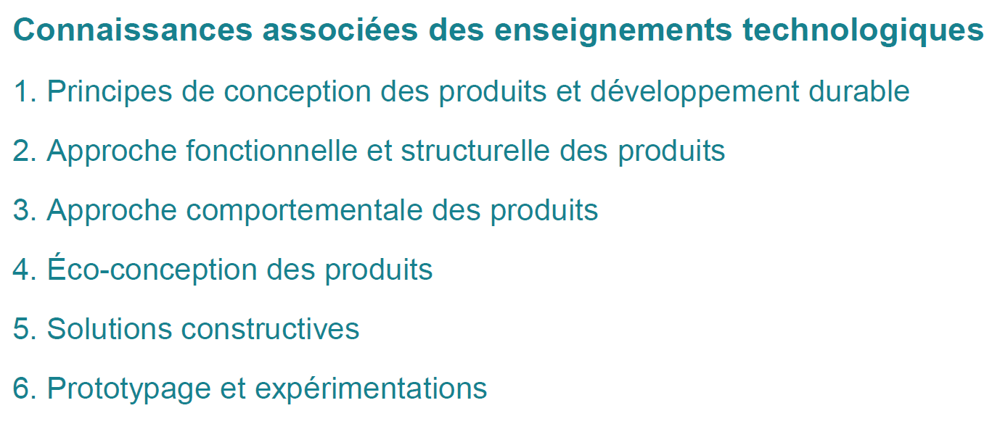 Connaissances associées des enseignements technologiques
1. Principes de conception des produits et développement durable
2. Approche fonctionnelle et structurelle des produits
3. Approche comportementale des produits
4. Éco-conception des produits
5. Solutions constructives
6. Prototypage et expérimentations